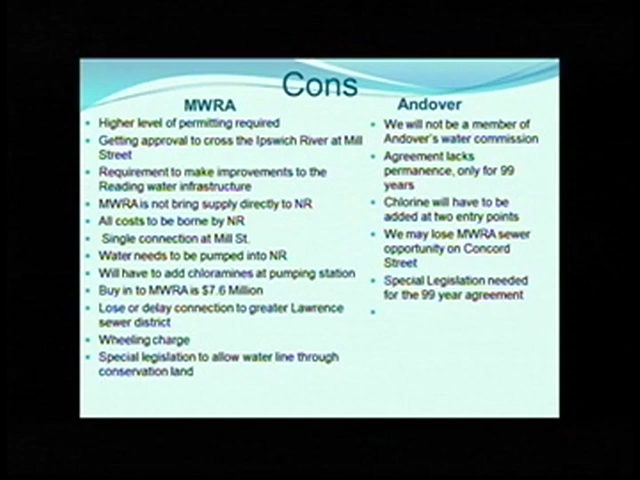 Cons
MWRA
Higher level of permitting required
Getting approval to cross the Ipswich River at Mill
Street
Requirement to make improvements to the
Reading water infrastructure
MWRA is not bring supply directly to NR
All costs to be borne by NR
Single connection at Mill St.
Water needs to be pumped into NR
Will have to add chloramines at pumping station
Buy in to MWRA is $7.6 Million
Lose or delay connection to greater Lawrence
sewer district
Wheeling charge
Special legislation to allow water line through
conservation land
Andover
We will not be a member of
Andover's water commission
Agreement lacks
permanence, only for 99
years
Chlorine will have to be
added at two entry points
We may lose MWRA sewer
opportunity on Concord
Street
Special Legislation needed
for the 99 year agreement